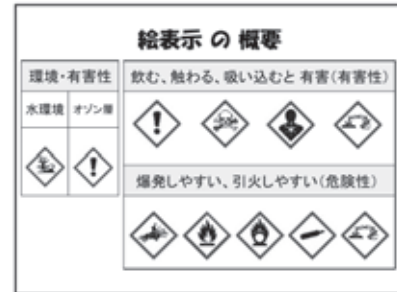 絵表示 の 概要
環境・有害性
水環境 オゾン層
飲む、触わる、吸い込むと 有害(有害性)
爆発しやすい、引火しやすい(危険性)